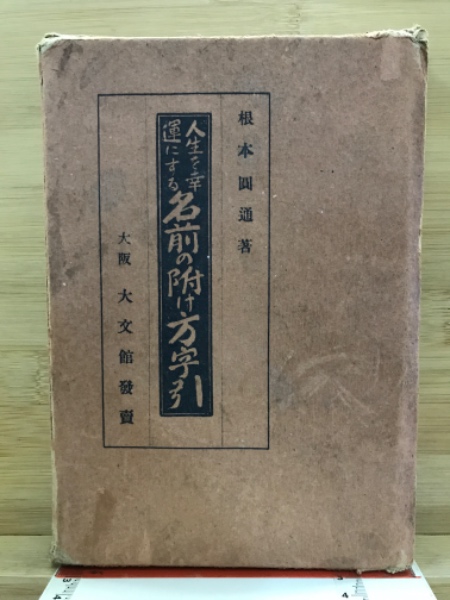 根本圓通著
人生を幸
運にする
名前の附け方字引
大阪 大文館發賣